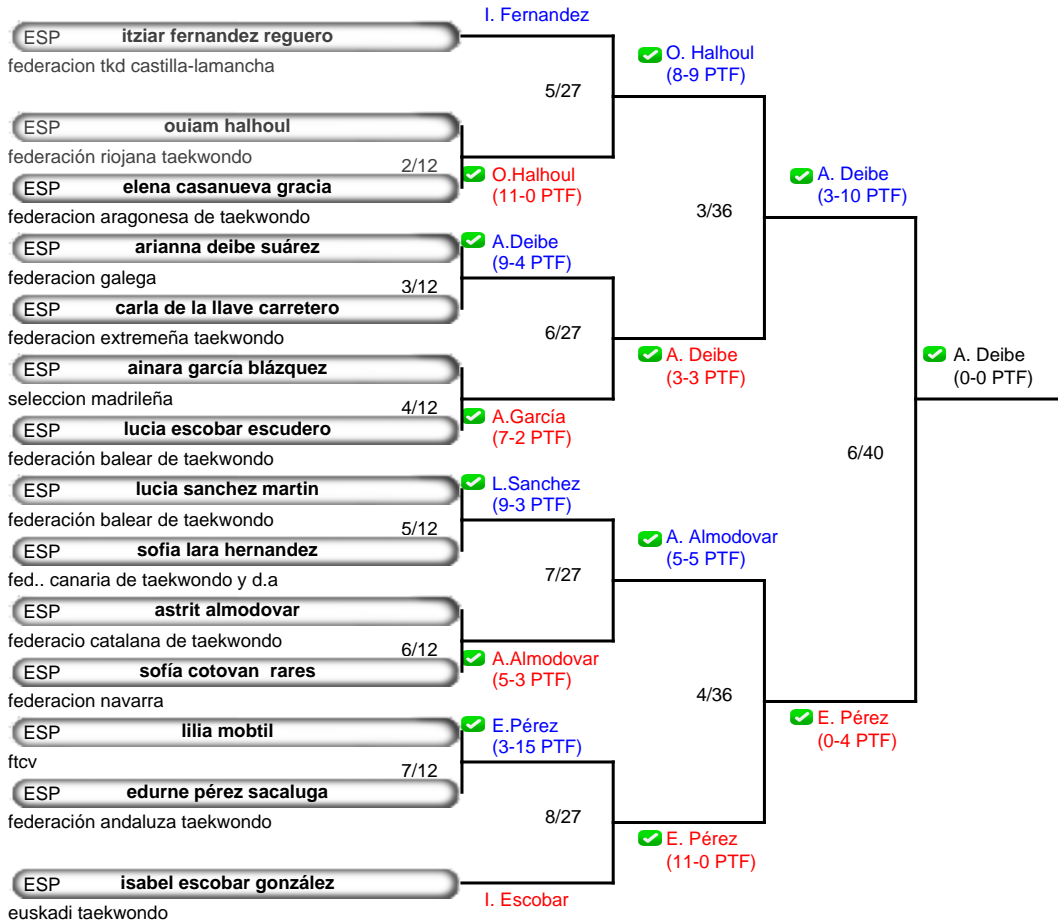 I. Fernandez
ESP itziar fernandez reguero
federacion tkd castilla-lamancha
O. Halhoul
(8-9 PTF)
5/27
ESP ouiam halhoul
federación riojana taekwondo
2/12
O.Halhoul
(11-0 PTF)
ESP elena casanueva gracia
federacion aragonesa de taekwondo
A. Deibe
(3-10 PTF)
3/36
ESP arianna deibe suárez
A.Deibe
(9-4 PTF)
federacion galega
3/12
ESP carla de la llave carretero
federacion extremeña taekwondo
6/27
A. Deibe
(3-3 PTF)
A. Deibe
(0-0 PTF)
ESP ainara garcía blázquez
seleccion madrileña
4/12
A.García
(7-2 PTF)
ESP lucia escobar escudero
federación balear de taekwondo
6/40
ESP lucia sanchez martin
L.Sanchez
(9-3 PTF)
federación balear de taekwondo
5/12
ESP sofia lara hernandez
fed.. canaria de taekwondo y d.a
A. Almodovar
(5-5 PTF)
7/27
ESP astrit almodovar
federacio catalana de taekwondo
6/12
A.Almodovar
(5-3 PTF)
ESP sofía cotovan rares
federacion navarra
4/36
E. Pérez
(0-4 PTF)
ESP lilia mobtil
E.Pérez
(3-15 PTF)
ftcv
7/12
ESP edurne pérez sacaluga
federación andaluza taekwondo
8/27
E. Pérez
(11-0 PTF)
ESP isabel escobar gonzález
I. Escobar
euskadi taekwondo